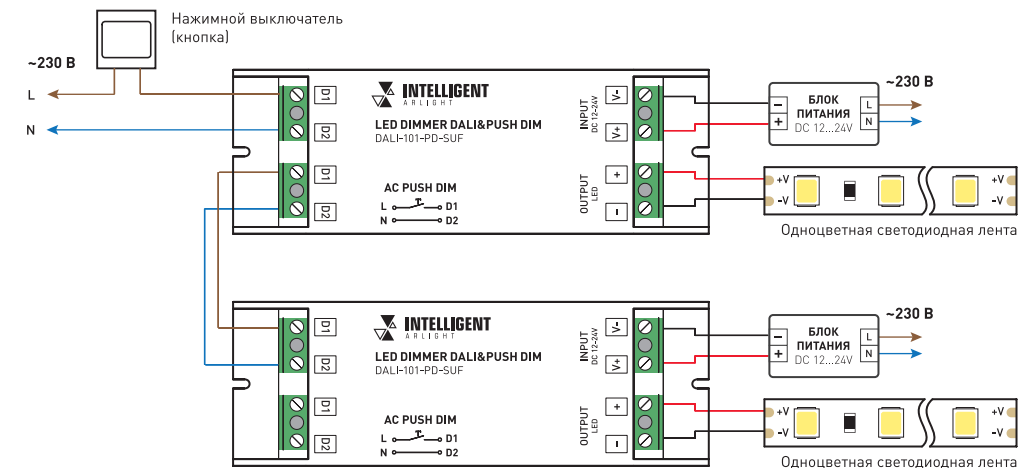 Нажимной выключатель
(кнопка)
~230 В
L
N
D1
D2
D1
D2
INTELLIGENT
ARLIGHT
LED DIMMER DALI&PUSH DIM
DALI-101-PD-SUF
AC PUSH DIM
L D1
N D2
INPUT
DC 12-24V
V-
V+
OUTPUT
LED
+
-
- БЛОК L
+ ПИТАНИЯ N
DC 12...24V
~230 В
+V +V
-V -V
Одноцветная светодиодная лента
D1
D2
D1
D2
INTELLIGENT
ARLIGHT
LED DIMMER DALI&PUSH DIM
DALI-101-PD-SUF
AC PUSH DIM
L D1
N D2
INPUT
DC 12-24V
V-
V+
OUTPUT
LED
+
-
- БЛОК L
+ ПИТАНИЯ N
DC 12...24V
~230 В
+V +V
-V -V
Одноцветная светодиодная лента